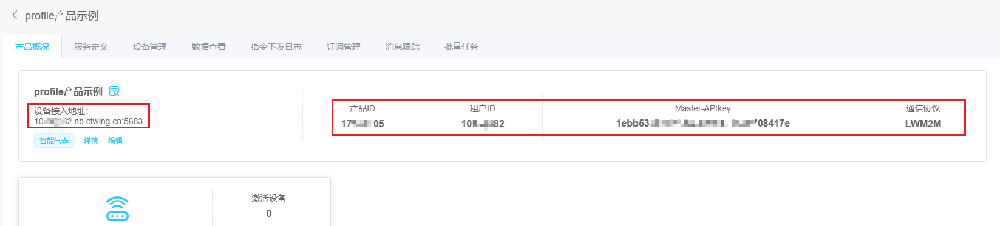 profile产品示例
产品概况 服务定义 设备管理 数据查看 指令下发日志 订阅管理 消息跟踪 批量任务
profile产品示例
设备接入地址：
10 32.nb.ctwing.cn:5683
智能气表 详情 编辑
产品ID 租户ID Master-APIkey 通信协议
17 05 10 82 1ebb53 08417e LWM2M
激活设备
0